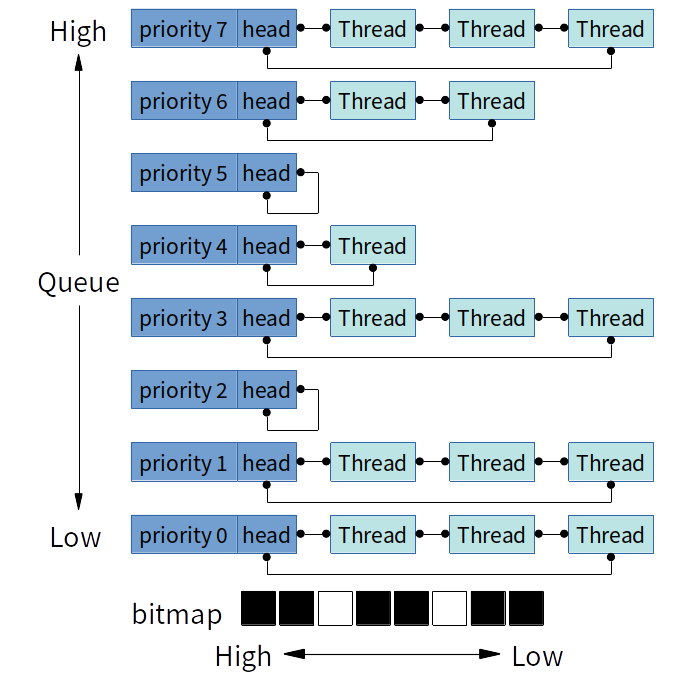 High
priority 7 head Thread Thread Thread
priority 6 head Thread Thread
priority 5 head
priority 4 head Thread
Queue
priority 3 head Thread Thread Thread
priority 2 head
priority 1 head Thread Thread Thread
Low
priority 0 head Thread Thread Thread
bitmap
High Low